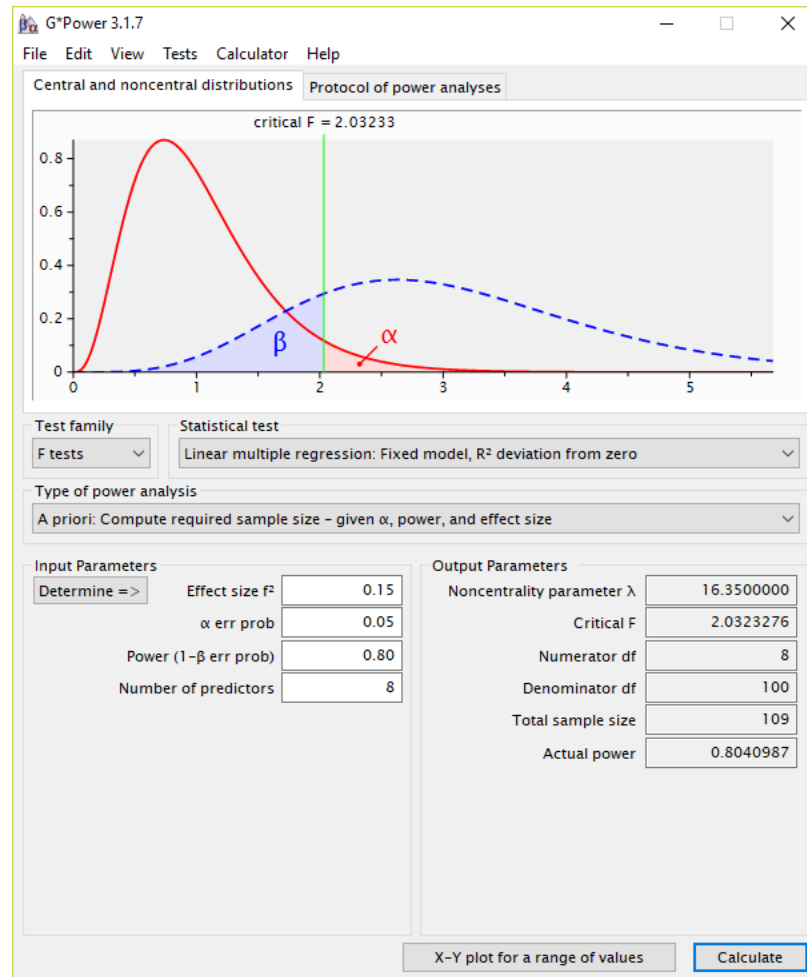 G*Power 3.1.7
File Edit View Tests Calculator Help
Central and noncentral distributions Protocol of power analyses
critical F = 2.03233
0.8
0.6
0.4
0.2
0
β
α
0 1 2 3 4 5
Test family
F tests
Statistical test
Linear multiple regression: Fixed model, R² deviation from zero
Type of power analysis
A priori: Compute required sample size – given α, power, and effect size
Input Parameters
Determine =>
Effect size f² 0.15
α err prob 0.05
Power (1-β err prob) 0.80
Number of predictors 8
Output Parameters
Noncentrality parameter λ 16.3500000
Critical F 2.0323276
Numerator df 8
Denominator df 100
Total sample size 109
Actual power 0.8040987
X-Y plot for a range of values Calculate